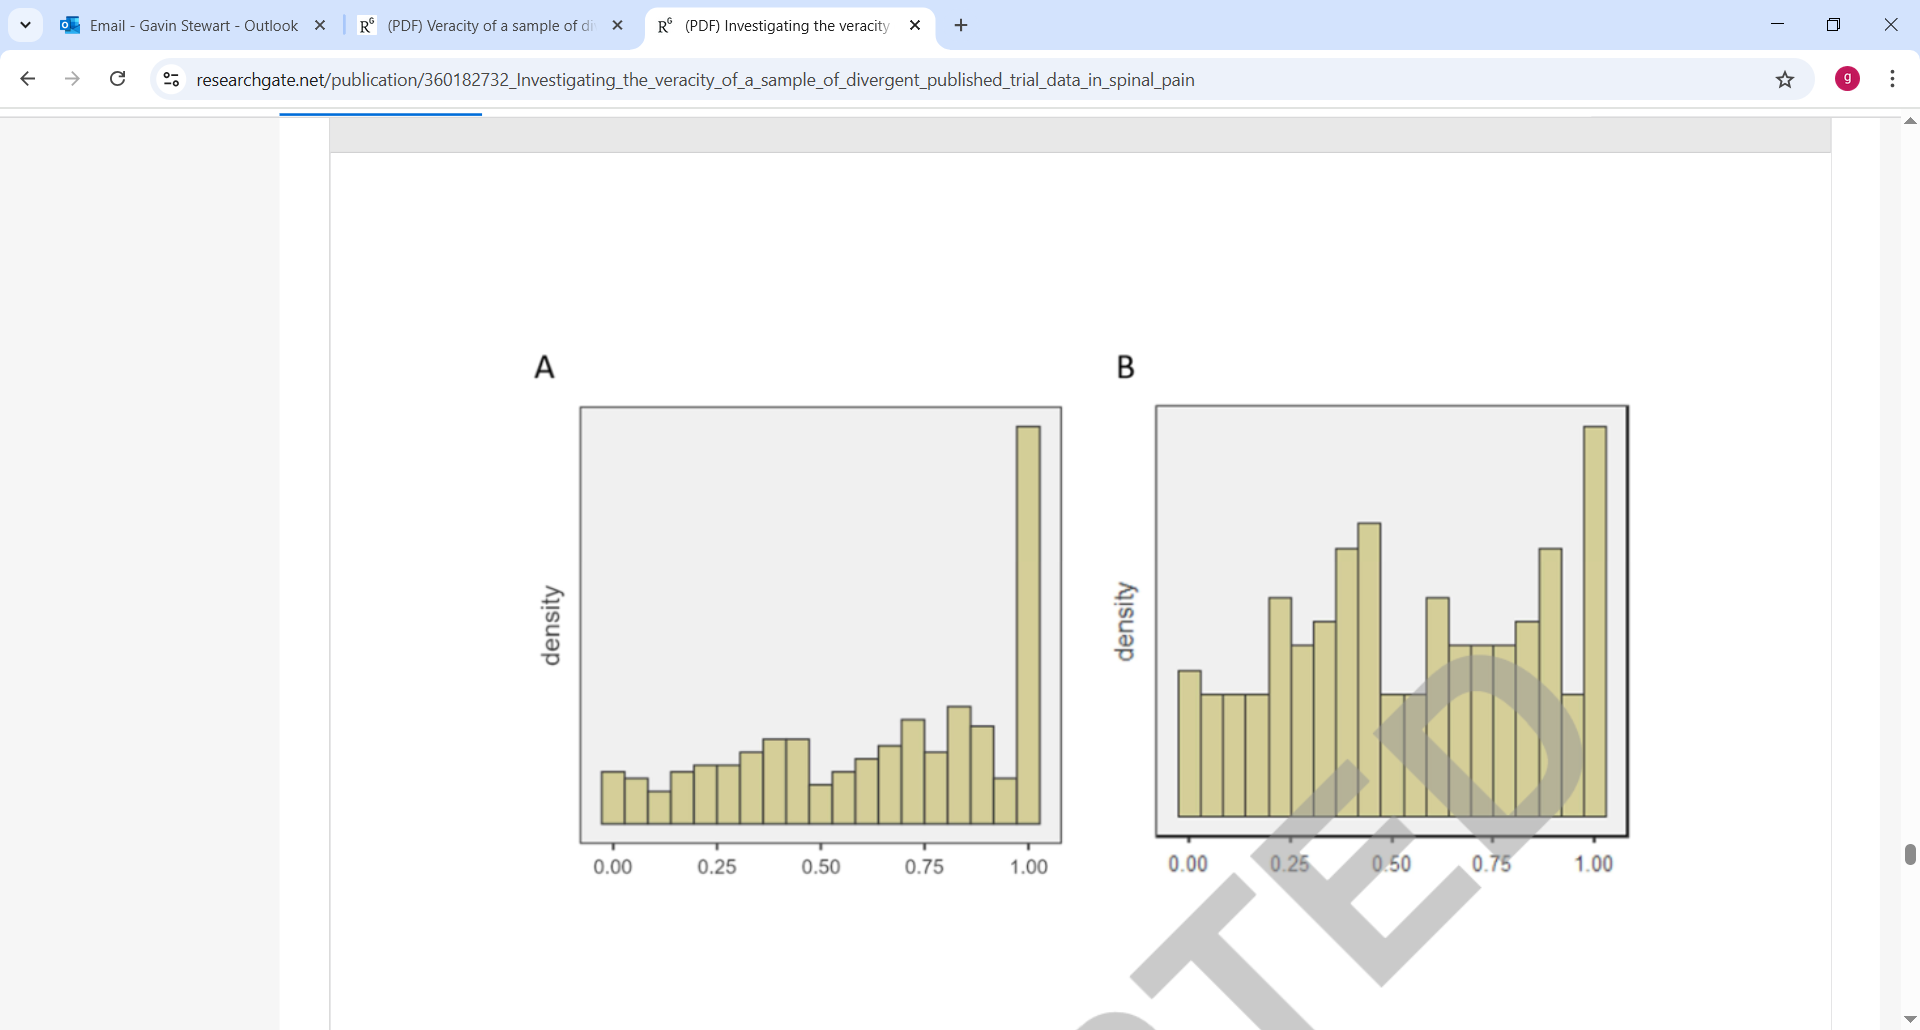 Email - Gavin Stewart - Outlook
(PDF) Veracity of a sample of di
(PDF) Investigating the veracity
researchgate.net/publication/360182732_Investigating_the_veracity_of_a_sample_of_divergent_published_trial_data_in_spinal_pain
g
A
B
density
density
0.00 0.25 0.50 0.75 1.00
0.00 0.25 0.50 0.75 1.00
PTED